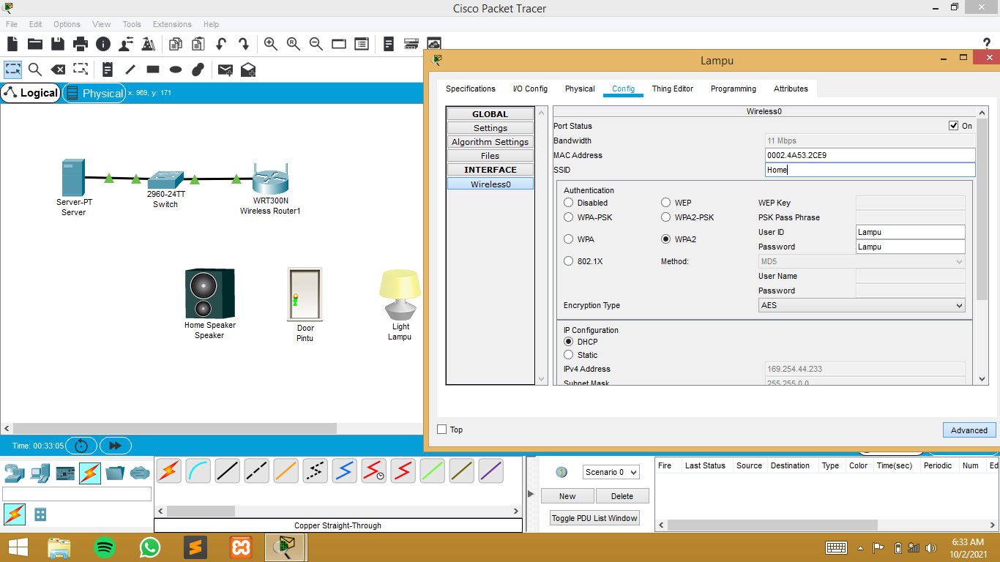 Cisco Packet Tracer
File Edit Options View Tools Extensions Help
Logical
Physical
x: 969, y: 171
Server-PT
Server
2960-24TT
Switch
WRT300N
Wireless Router1
Home Speaker
Speaker
Door
Pintu
Light
Lampu
Lampu
Specifications I/O Config Physical Config Thing Editor Programming Attributes
GLOBAL
Settings
Algorithm Settings
Files
INTERFACE
Wireless0
Wireless0
Port Status On
Bandwidth 11 Mbps
MAC Address 0002.4A53.2CE9
SSID Home
Authentication
Disabled WEP WEP Key
WPA-PSK WPA2-PSK PSK Pass Phrase
User ID Lampu
WPA WPA2
Password Lampu
802.1X Method: MD5
User Name
Password
Encryption Type AES
IP Configuration
DHCP
Static
IPv4 Address 169.254.44.233
Subnet Mask 255.255.0.0
Top
Advanced
Time: 00:33:05
Copper Straight-Through
Scenario 0
New Delete
Toggle PDU List Window
Fire Last Status Source Destination Type Color Time(sec) Periodic Num Ed
6:33 AM
10/2/2021